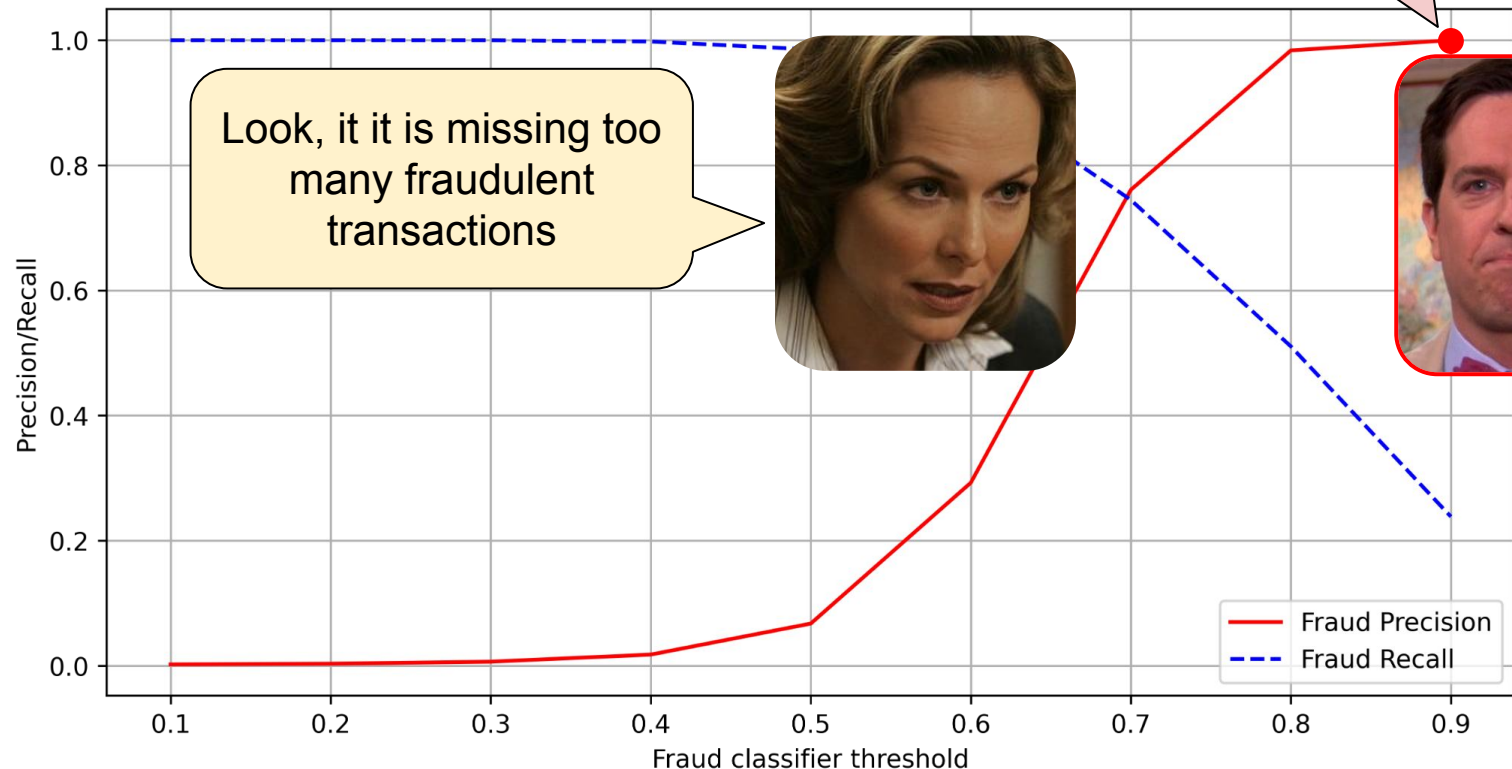 1.0
0.8
0.6
0.4
0.2
0.0
Precision/Recall
Look, it it is missing too
many fraudulent
transactions
Fraud Precision
Fraud Recall
0.1 0.2 0.3 0.4 0.5 0.6 0.7 0.8 0.9
Fraud classifier threshold